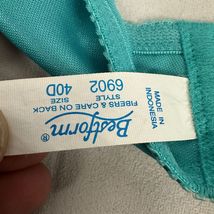 Bestform®
FIBERS & CARE ON BACK
STYLE SIZE
6902 40D
MADE IN
INDONESIA